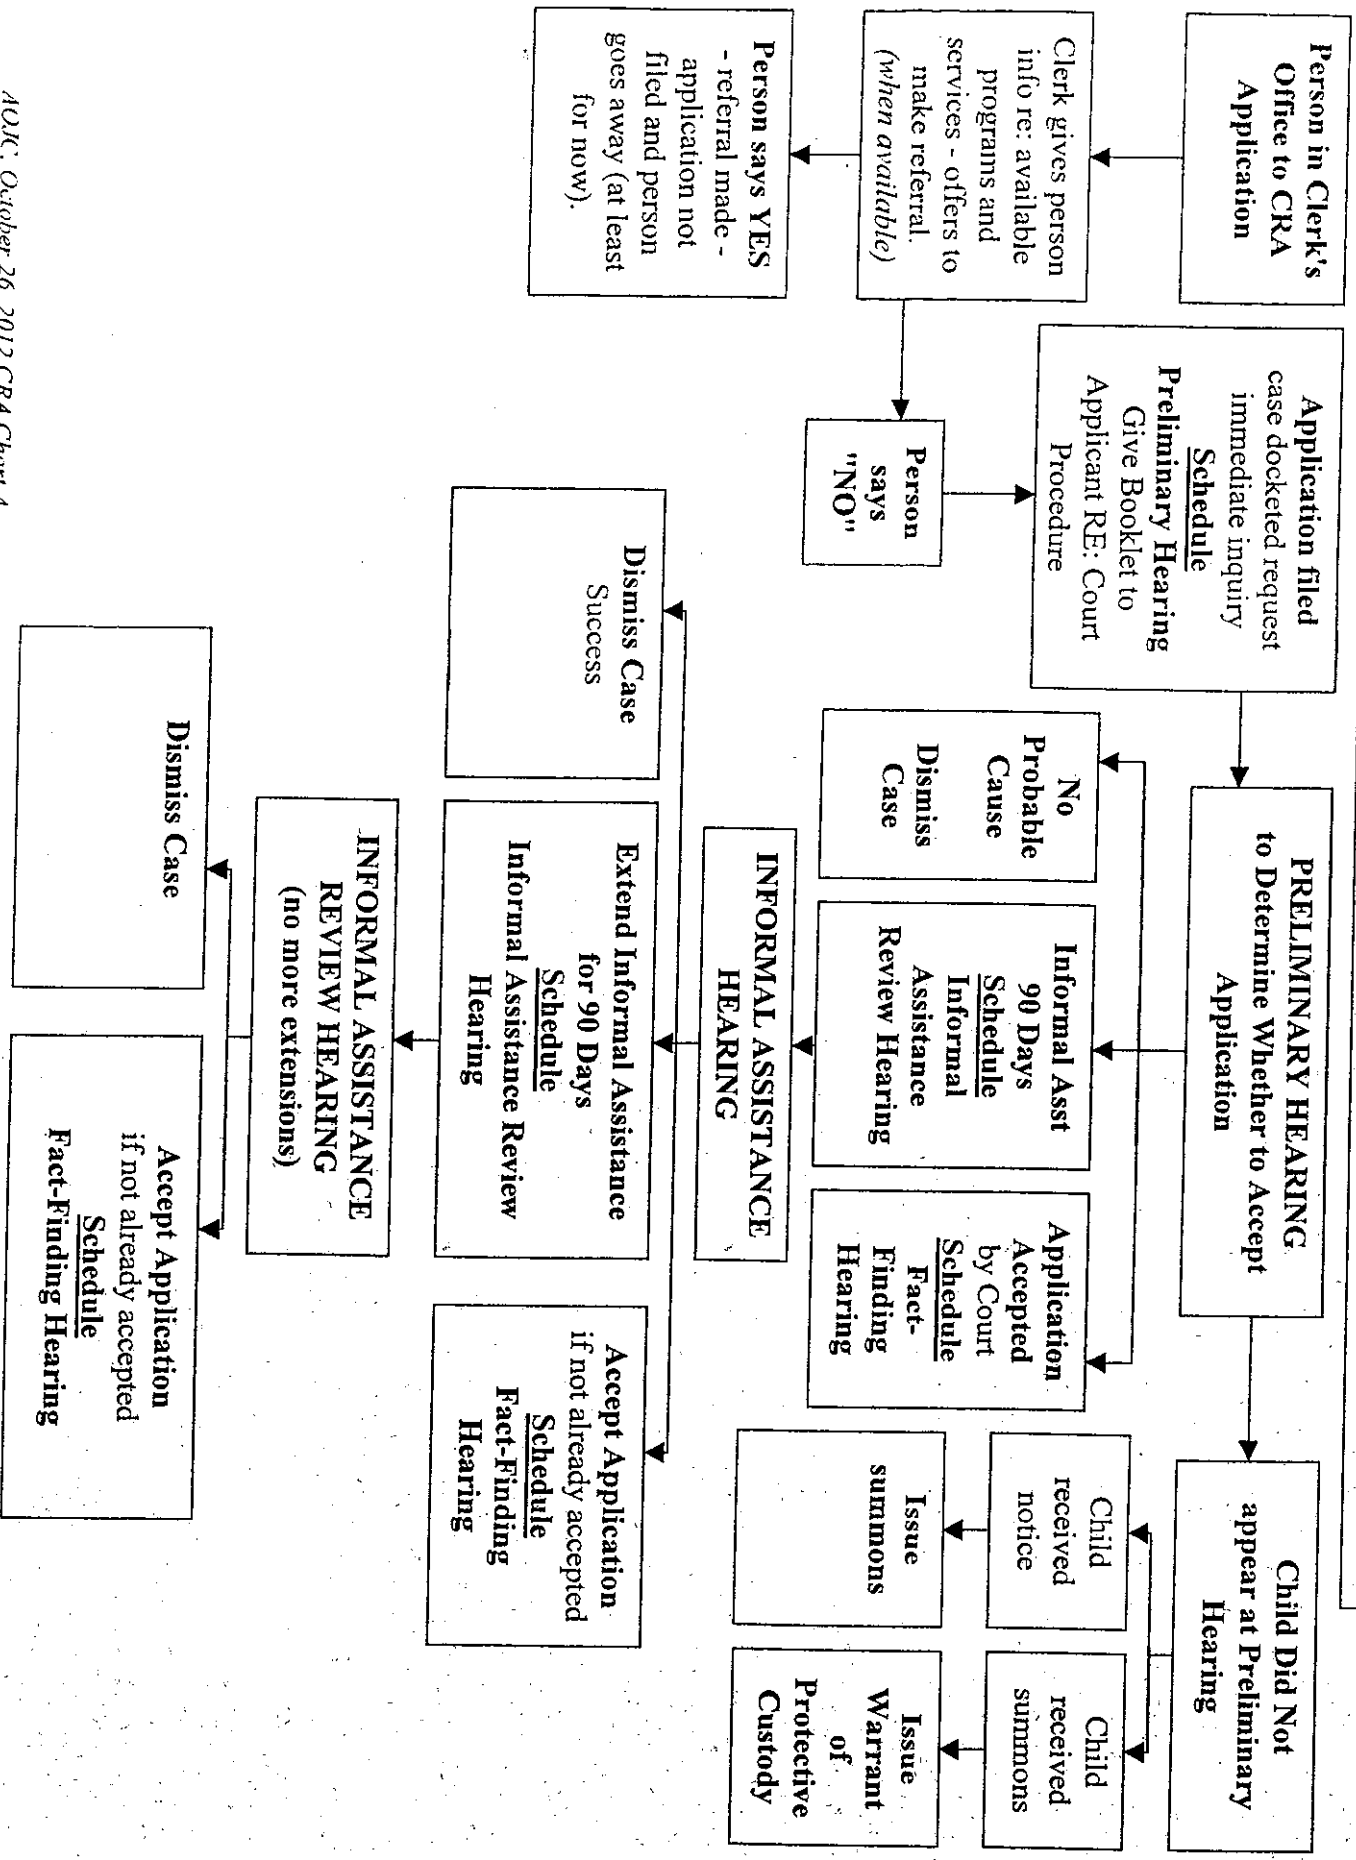 Person in Clerk's
Office to CRA
Application
Clerk gives person
info re: available
programs and
services - offers to
make referral.
(when available)
Person says YES
- referral made -
application not
filed and person
goes away (at least
for now).
Person
says
"NO"
Application filed
case docketed request
immediate inquiry
Schedule
Preliminary Hearing
Give Booklet to
Applicant RE: Court
Procedure
PRELIMINARY HEARING
to Determine Whether to Accept
Application
Child Did Not
appear at Preliminary
Hearing
No
Probable
Cause
Dismiss
Case
Informal Asst
90 Days
Schedule
Informal
Assistance
Review Hearing
Application
Accepted
by Court
Schedule
Fact-
Finding
Hearing
Child
received
notice
Child
received
summons
Issue
summons
Issue
Warrant
of
Protective
Custody
INFORMAL ASSISTANCE
HEARING
Dismiss Case
Success
Extend Informal Assistance
for 90 Days
Schedule
Informal Assistance Review
Hearing
Accept Application
if not already accepted
Schedule
Fact-Finding
Hearing
INFORMAL ASSISTANCE
REVIEW HEARING
(no more extensions)
Dismiss Case
Accept Application
if not already accepted
Schedule
Fact-Finding Hearing
AOJC, October 26, 2012 CRA Chart A